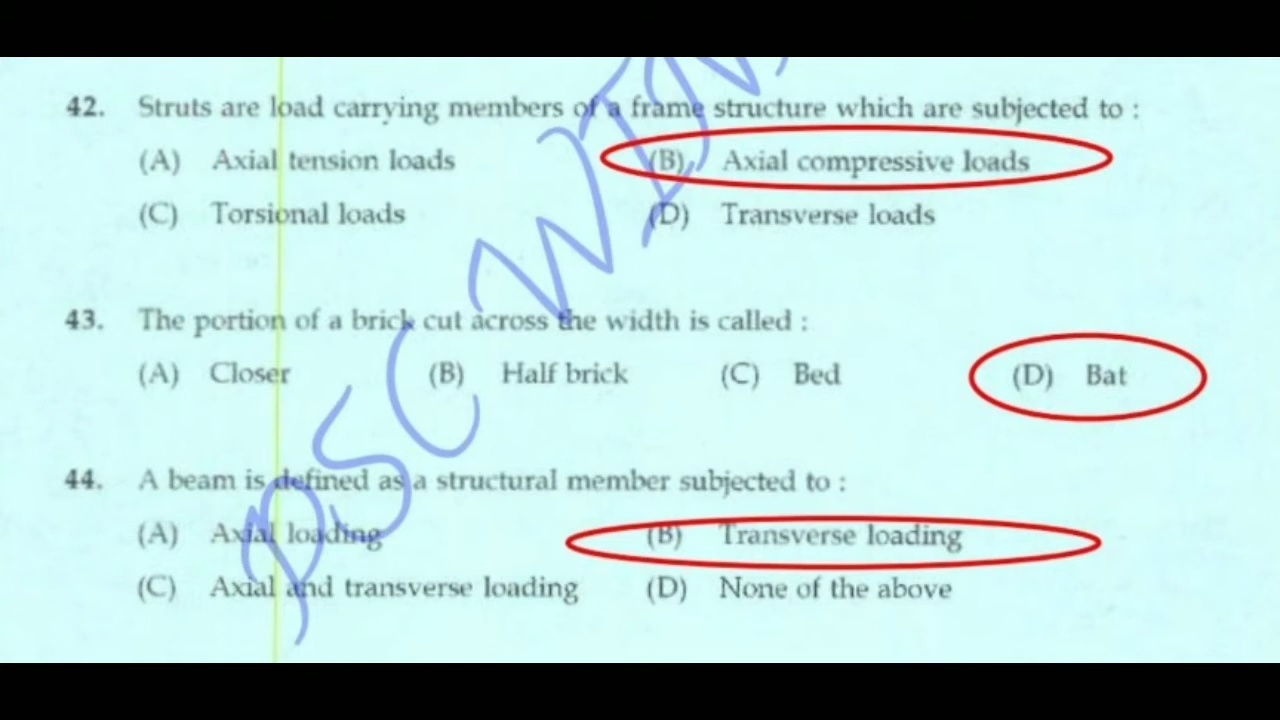 42. Struts are load carrying members of a frame structure which are subjected to :
(A) Axial tension loads (B) Axial compressive loads
(C) Torsional loads (D) Transverse loads
43. The portion of a brick cut across the width is called :
(A) Closer (B) Half brick (C) Bed (D) Bat
44. A beam is defined as a structural member subjected to :
(A) Axial loading (B) Transverse loading
(C) Axial and transverse loading (D) None of the above
PSC